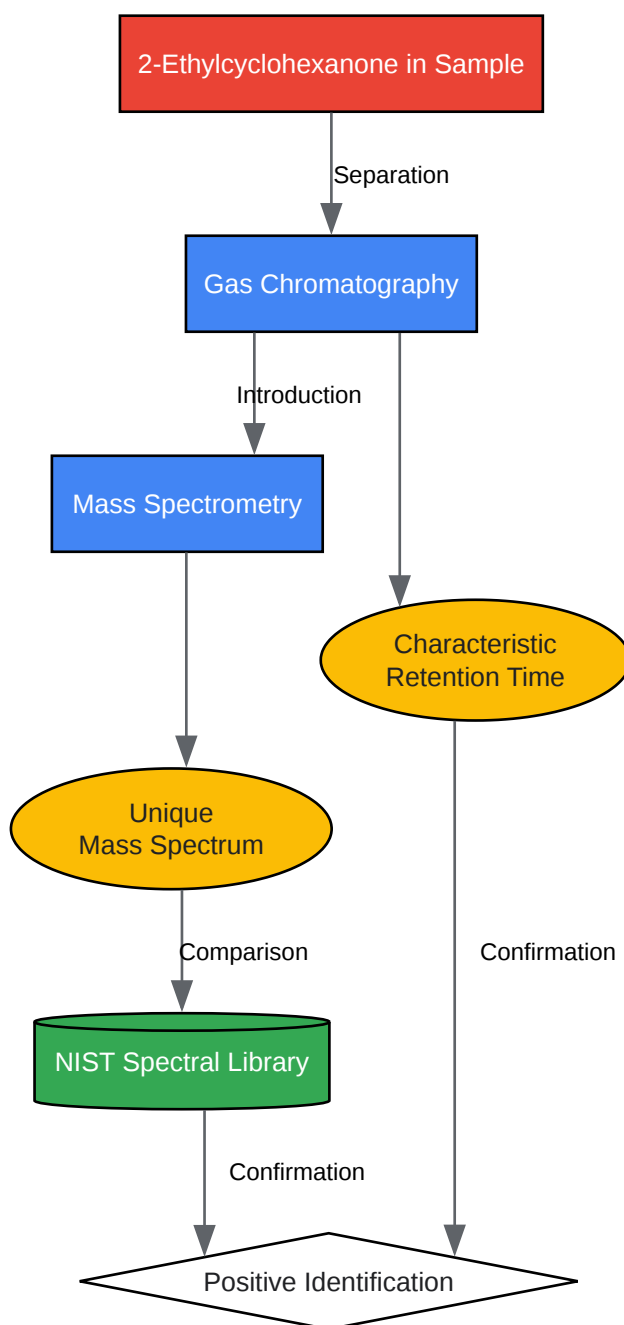 2-Ethylcyclohexanone in Sample
Separation
Gas Chromatography
Introduction
Mass Spectrometry
Characteristic
Retention Time
Unique
Mass Spectrum
Comparison
Confirmation
NIST Spectral Library
Confirmation
Positive Identification